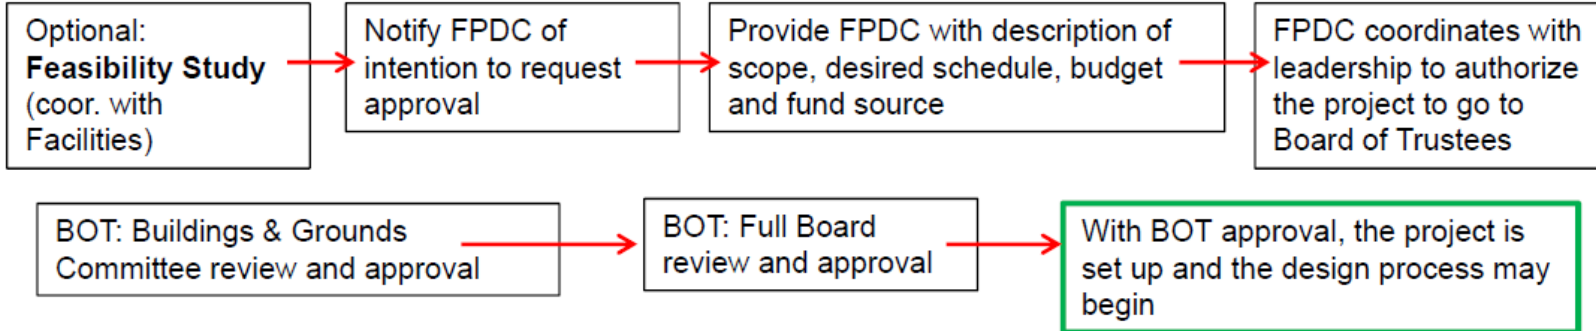 Optional:
Feasibility Study
(coor. with
Facilities)
Notify FPDC of
intention to request
approval
Provide FPDC with description of
scope, desired schedule, budget
and fund source
FPDC coordinates with
leadership to authorize
the project to go to
Board of Trustees
BOT: Buildings & Grounds
Committee review and approval
BOT: Full Board
review and approval
With BOT approval, the project is
set up and the design process may
begin